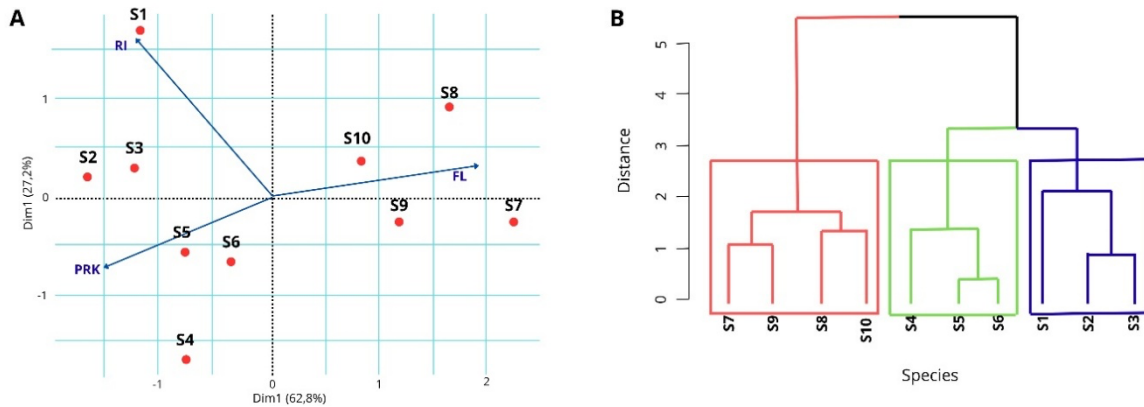 A
S1
RI
1
S8
S10
S3
S2
FL
0
S9
S7
S5
S6
PRK
-1
S4
Dim1 (27,2%)
-1
0
1
2
Dim1 (62,8%)
B
5
4
3
2
1
0
Distance
S7
S9
S8
S10
S4
S5
S6
S1
S2
S3
Species